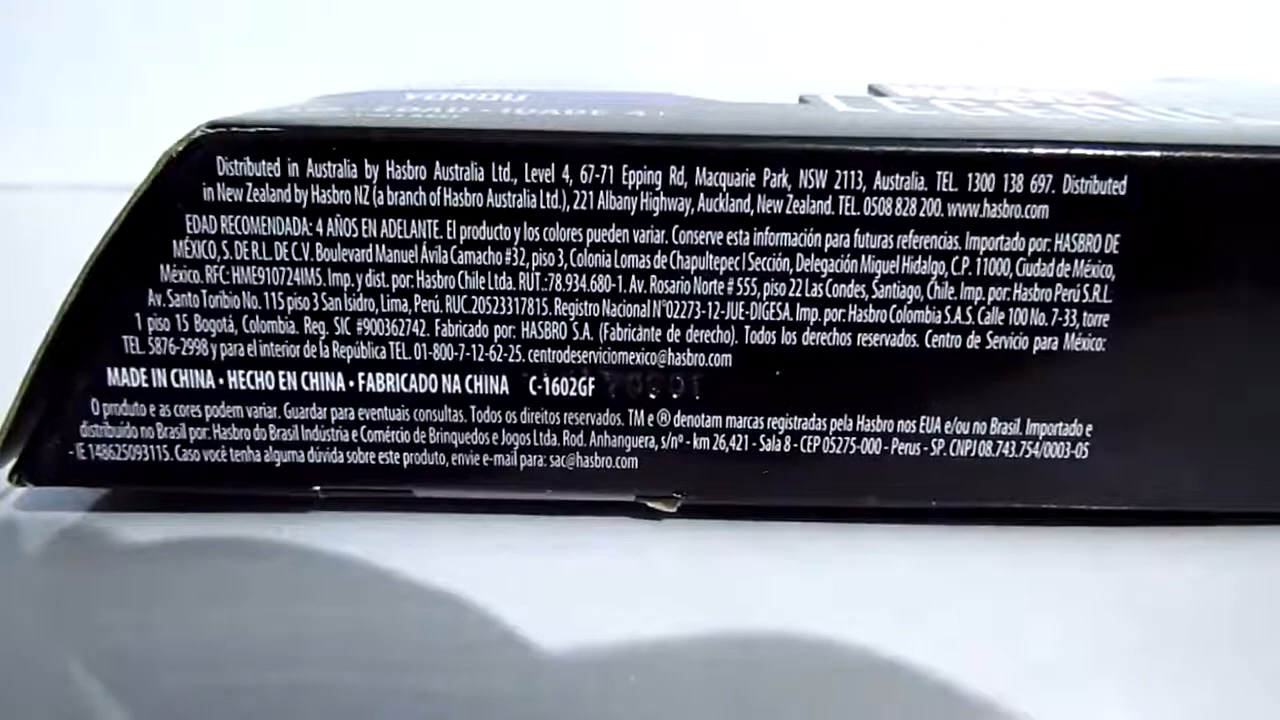 YONDU
LEGENDS
Distributed in Australia by Hasbro Australia Ltd., Level 4, 67-71 Epping Rd, Macquarie Park, NSW 2113, Australia. TEL. 1300 138 697. Distributed
in New Zealand by Hasbro NZ (a branch of Hasbro Australia Ltd.), 221 Albany Highway, Auckland, New Zealand. TEL. 0508 828 200. www.hasbro.com
EDAD RECOMENDADA: 4 AÑOS EN ADELANTE. El producto y los colores pueden variar. Conserve esta información para futuras referencias. Importado por: HASBRO DE
MÉXICO, S. DE R.L. DE C.V. Boulevard Manuel Ávila Camacho #32, piso 3, Colonia Lomas de Chapultepec I Sección, Delegación Miguel Hidalgo, C.P. 11000, Ciudad de México,
México. RFC: HME910724IM5. Imp. y dist. por: Hasbro Chile Ltda. RUT.:78.934.680-1. Av. Rosario Norte # 555, piso 22 Las Condes, Santiago, Chile. Imp. por: Hasbro Perú S.R.L.
Av. Santo Toribio No. 115 piso 3 San Isidro, Lima, Perú. RUC.20523317815. Registro Nacional N°02273-12-JUE-DIGESA. Imp. por: Hasbro Colombia S.A.S. Calle 100 No. 7-33, torre
1 piso 15 Bogotá, Colombia. Reg. SIC #900362742. Fabricado por: HASBRO S.A. (Fabricante de derecho). Todos los derechos reservados. Centro de Servicio para México:
TEL. 5876-2998 y para el interior de la República TEL. 01-800-7-12-62-25. centrodeserviciomexico@hasbro.com
MADE IN CHINA • HECHO EN CHINA • FABRICADO NA CHINA C-1602GF
O produto e as cores podem variar. Guardar para eventuais consultas. Todos os direitos reservados. TM e ® denotam marcas registradas pela Hasbro nos EUA e/ou no Brasil. Importado e
distribuído no Brasil por: Hasbro do Brasil Indústria e Comércio de Brinquedos e Jogos Ltda. Rod. Anhanguera, s/nº - km 26,421 - Sala 8 - CEP 05275-000 - Perus - SP. CNPJ 08.743.754/0003-05
- IE 148625093115. Caso você tenha alguma dúvida sobre este produto, envie e-mail para: sac@hasbro.com